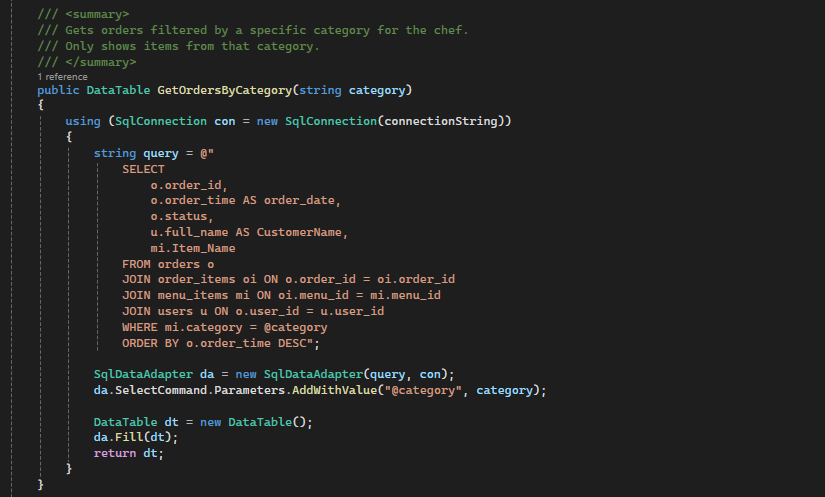 /// <summary>
/// Gets orders filtered by a specific category for the chef.
/// Only shows items from that category.
/// </summary>
1 reference
public DataTable GetOrdersByCategory(string category)
{
using (SqlConnection con = new SqlConnection(connectionString))
{
string query = @"
SELECT
o.order_id,
o.order_time AS order_date,
o.status,
u.full_name AS CustomerName,
mi.Item_Name
FROM orders o
JOIN order_items oi ON o.order_id = oi.order_id
JOIN menu_items mi ON oi.menu_id = mi.menu_id
JOIN users u ON o.user_id = u.user_id
WHERE mi.category = @category
ORDER BY o.order_time DESC";
SqlDataAdapter da = new SqlDataAdapter(query, con);
da.SelectCommand.Parameters.AddWithValue("@category", category);
DataTable dt = new DataTable();
da.Fill(dt);
return dt;
}
}